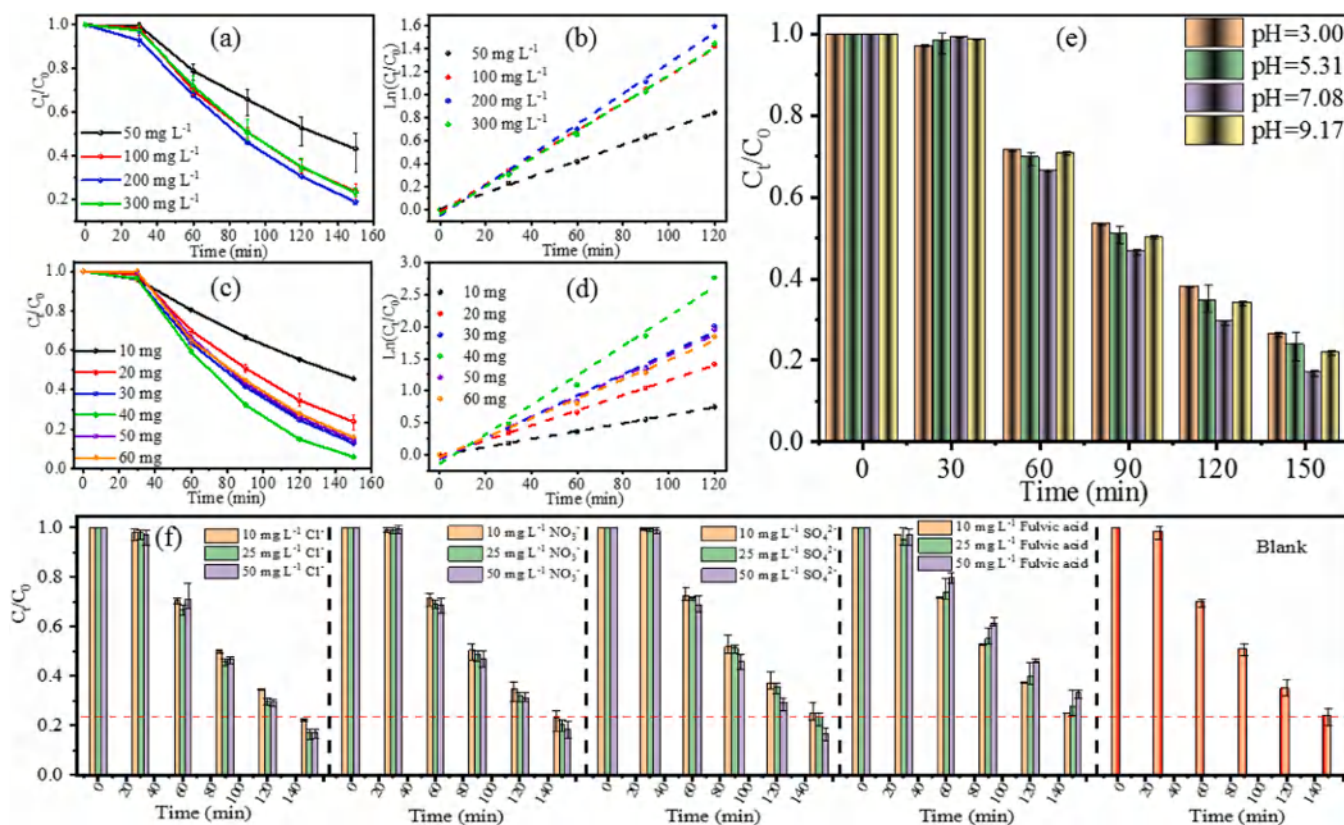 (a)
1.0
0.8
0.6
0.4
0.2
Ct/C0
50 mg L-1
100 mg L-1
200 mg L-1
300 mg L-1
0 20 40 60 80 100 120 140 160
Time (min)
(b)
1.6
1.4
1.2
1.0
0.8
0.6
0.4
0.2
0.0
Ln(Ct/C0)
50 mg L-1
100 mg L-1
200 mg L-1
300 mg L-1
0 20 40 60 80 100 120
Time (min)
(c)
1.0
0.8
0.6
0.4
0.2
0.0
Ct/C0
10 mg
20 mg
30 mg
40 mg
50 mg
60 mg
0 20 40 60 80 100 120 140 160
Time (min)
(d)
3.0
2.5
2.0
1.5
1.0
0.5
0.0
Ln(Ct/C0)
10 mg
20 mg
30 mg
40 mg
50 mg
60 mg
0 20 40 60 80 100 120
Time (min)
(e)
pH=3.00
pH=5.31
pH=7.08
pH=9.17
1.0
0.8
0.6
0.4
0.2
0.0
Ct/C0
0 30 60 90 120 150
Time (min)
(f)
1.0
0.8
0.6
0.4
0.2
0.0
Ct/C0
10 mg L-1 Cl-
25 mg L-1 Cl-
50 mg L-1 Cl-
10 mg L-1 NO3-
25 mg L-1 NO3-
50 mg L-1 NO3-
10 mg L-1 SO42-
25 mg L-1 SO42-
50 mg L-1 SO42-
10 mg L-1 Fulvic acid
25 mg L-1 Fulvic acid
50 mg L-1 Fulvic acid
Blank
0 20 40 60 80 100 120 140
0 20 40 60 80 100 120 140
0 20 40 60 80 100 120 140
0 20 40 60 80 100 120 140
0 20 40 60 80 100 120 140
Time (min)
Time (min)
Time (min)
Time (min)
Time (min)